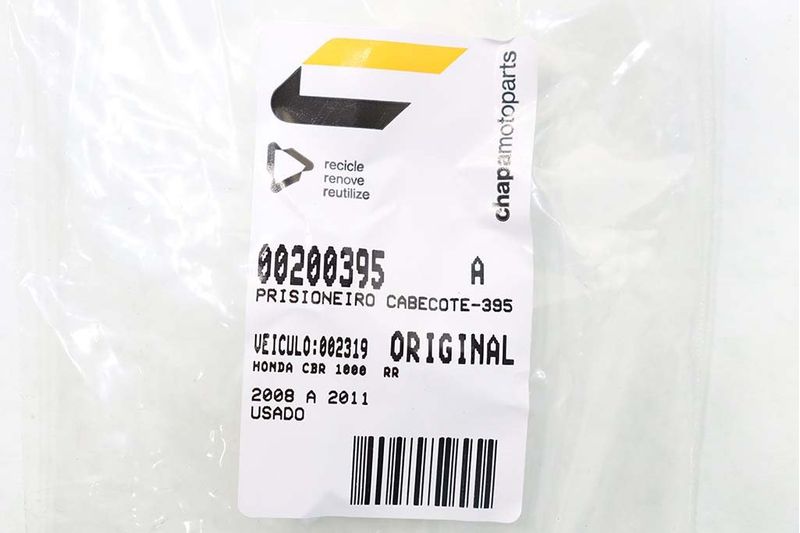 chapamotoparts
recicle
renove
reutilize
00200395 A
PRISIONEIRO CABECOTE-395
VEICULO:002319 ORIGINAL
HONDA CBR 1000 RR
2008 A 2011
USADO